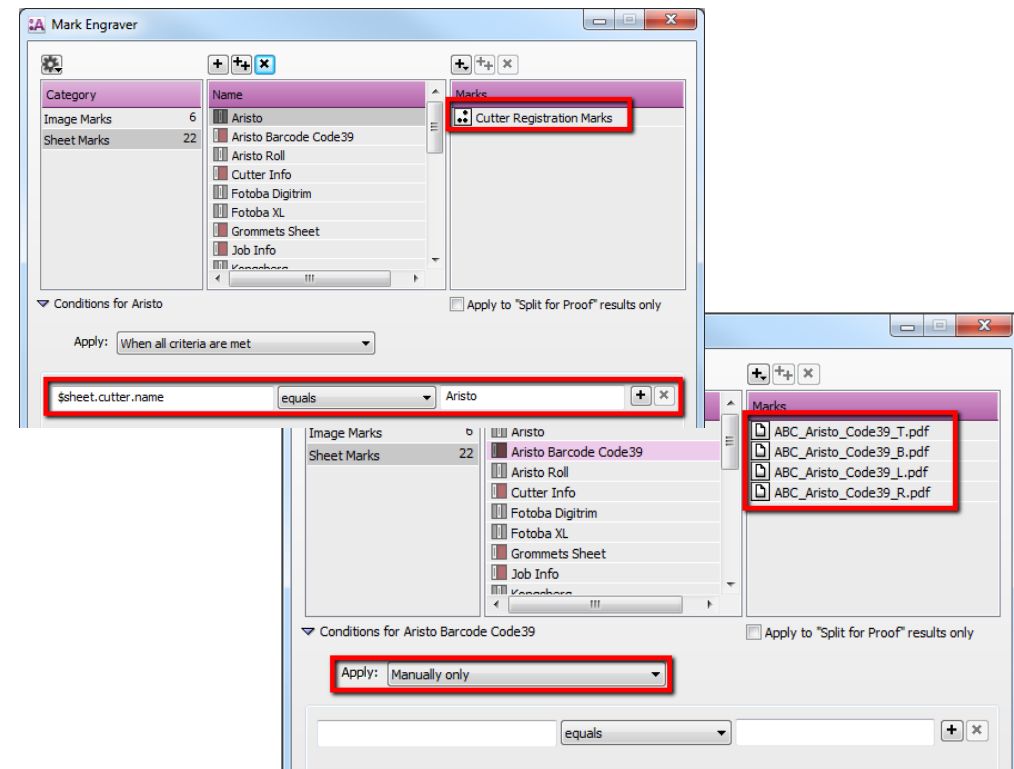 Mark Engraver
Category
Name
Marks
Image Marks 6
Sheet Marks 22
Aristo
Aristo Barcode Code39
Aristo Roll
Cutter Info
Fotoba Digitrim
Fotoba XL
Grommets Sheet
Job Info
Kongsberg
Cutter Registration Marks
Conditions for Aristo
Apply to "Split for Proof" results only
Apply: When all criteria are met
$sheet.cutter.name equals Aristo
Marks
Image Marks 6
Sheet Marks 22
Aristo
Aristo Barcode Code39
Aristo Roll
Cutter Info
Fotoba Digitrim
Fotoba XL
Grommets Sheet
Job Info
Kongsberg
ABC_Aristo_Code39_T.pdf
ABC_Aristo_Code39_B.pdf
ABC_Aristo_Code39_L.pdf
ABC_Aristo_Code39_R.pdf
Conditions for Aristo Barcode Code39
Apply to "Split for Proof" results only
Apply: Manually only
equals